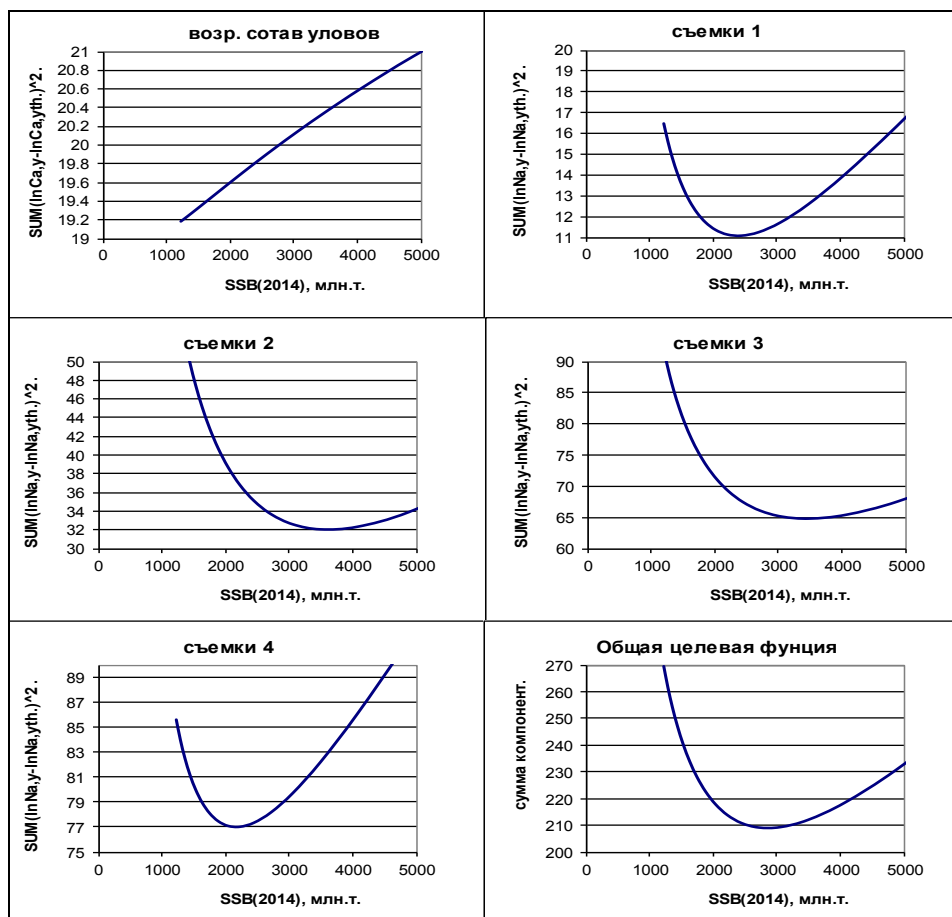 возр. сотав уловов
SUM(lnCa,y-lnCa,yth.)^2.
21
20.8
20.6
20.4
20.2
20
19.8
19.6
19.4
19.2
19
0 1000 2000 3000 4000 5000
SSB(2014), млн.т.
съемки 1
SUM(lnNa,y-lnNa,yth.)^2.
20
19
18
17
16
15
14
13
12
11
0 1000 2000 3000 4000 5000
SSB(2014), млн.т.
съемки 2
SUM(lnNa,y-lnNa,yth.)^2.
50
48
46
44
42
40
38
36
34
32
30
0 1000 2000 3000 4000 5000
SSB(2014), млн.т.
съемки 3
SUM(lnNa,y-lnNa,yth.)^2.
90
85
80
75
70
65
60
0 1000 2000 3000 4000 5000
SSB(2014), млн.т.
съемки 4
SUM(lnNa,y-lnNa,yth.)^2.
89
87
85
83
81
79
77
75
0 1000 2000 3000 4000 5000
SSB(2014), млн.т.
Общая целевая фунция
сумма компонент.
270
260
250
240
230
220
210
200
0 1000 2000 3000 4000 5000
SSB(2014), млн.т.